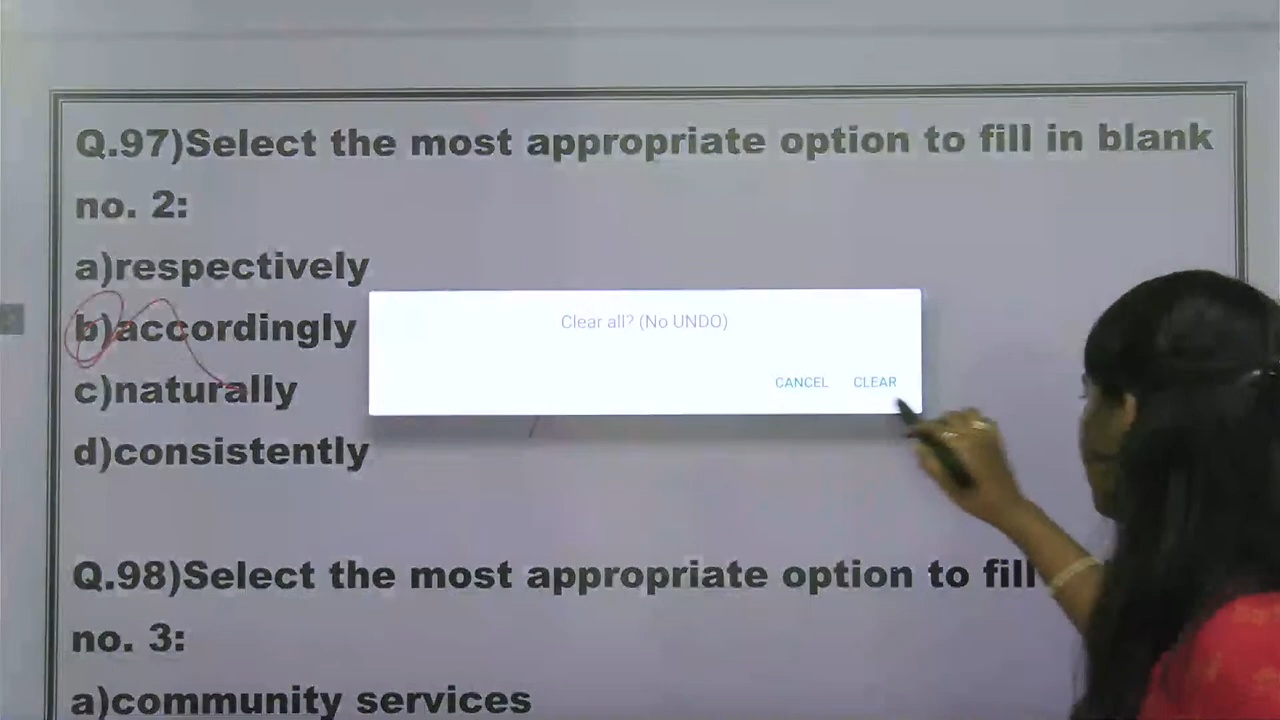 Q.97)Select the most appropriate option to fill in blank
no. 2:
a)respectively
b)accordingly
c)naturally
d)consistently
Clear all? (No UNDO)
CANCEL CLEAR
Q.98)Select the most appropriate option to fill
no. 3:
a)community services